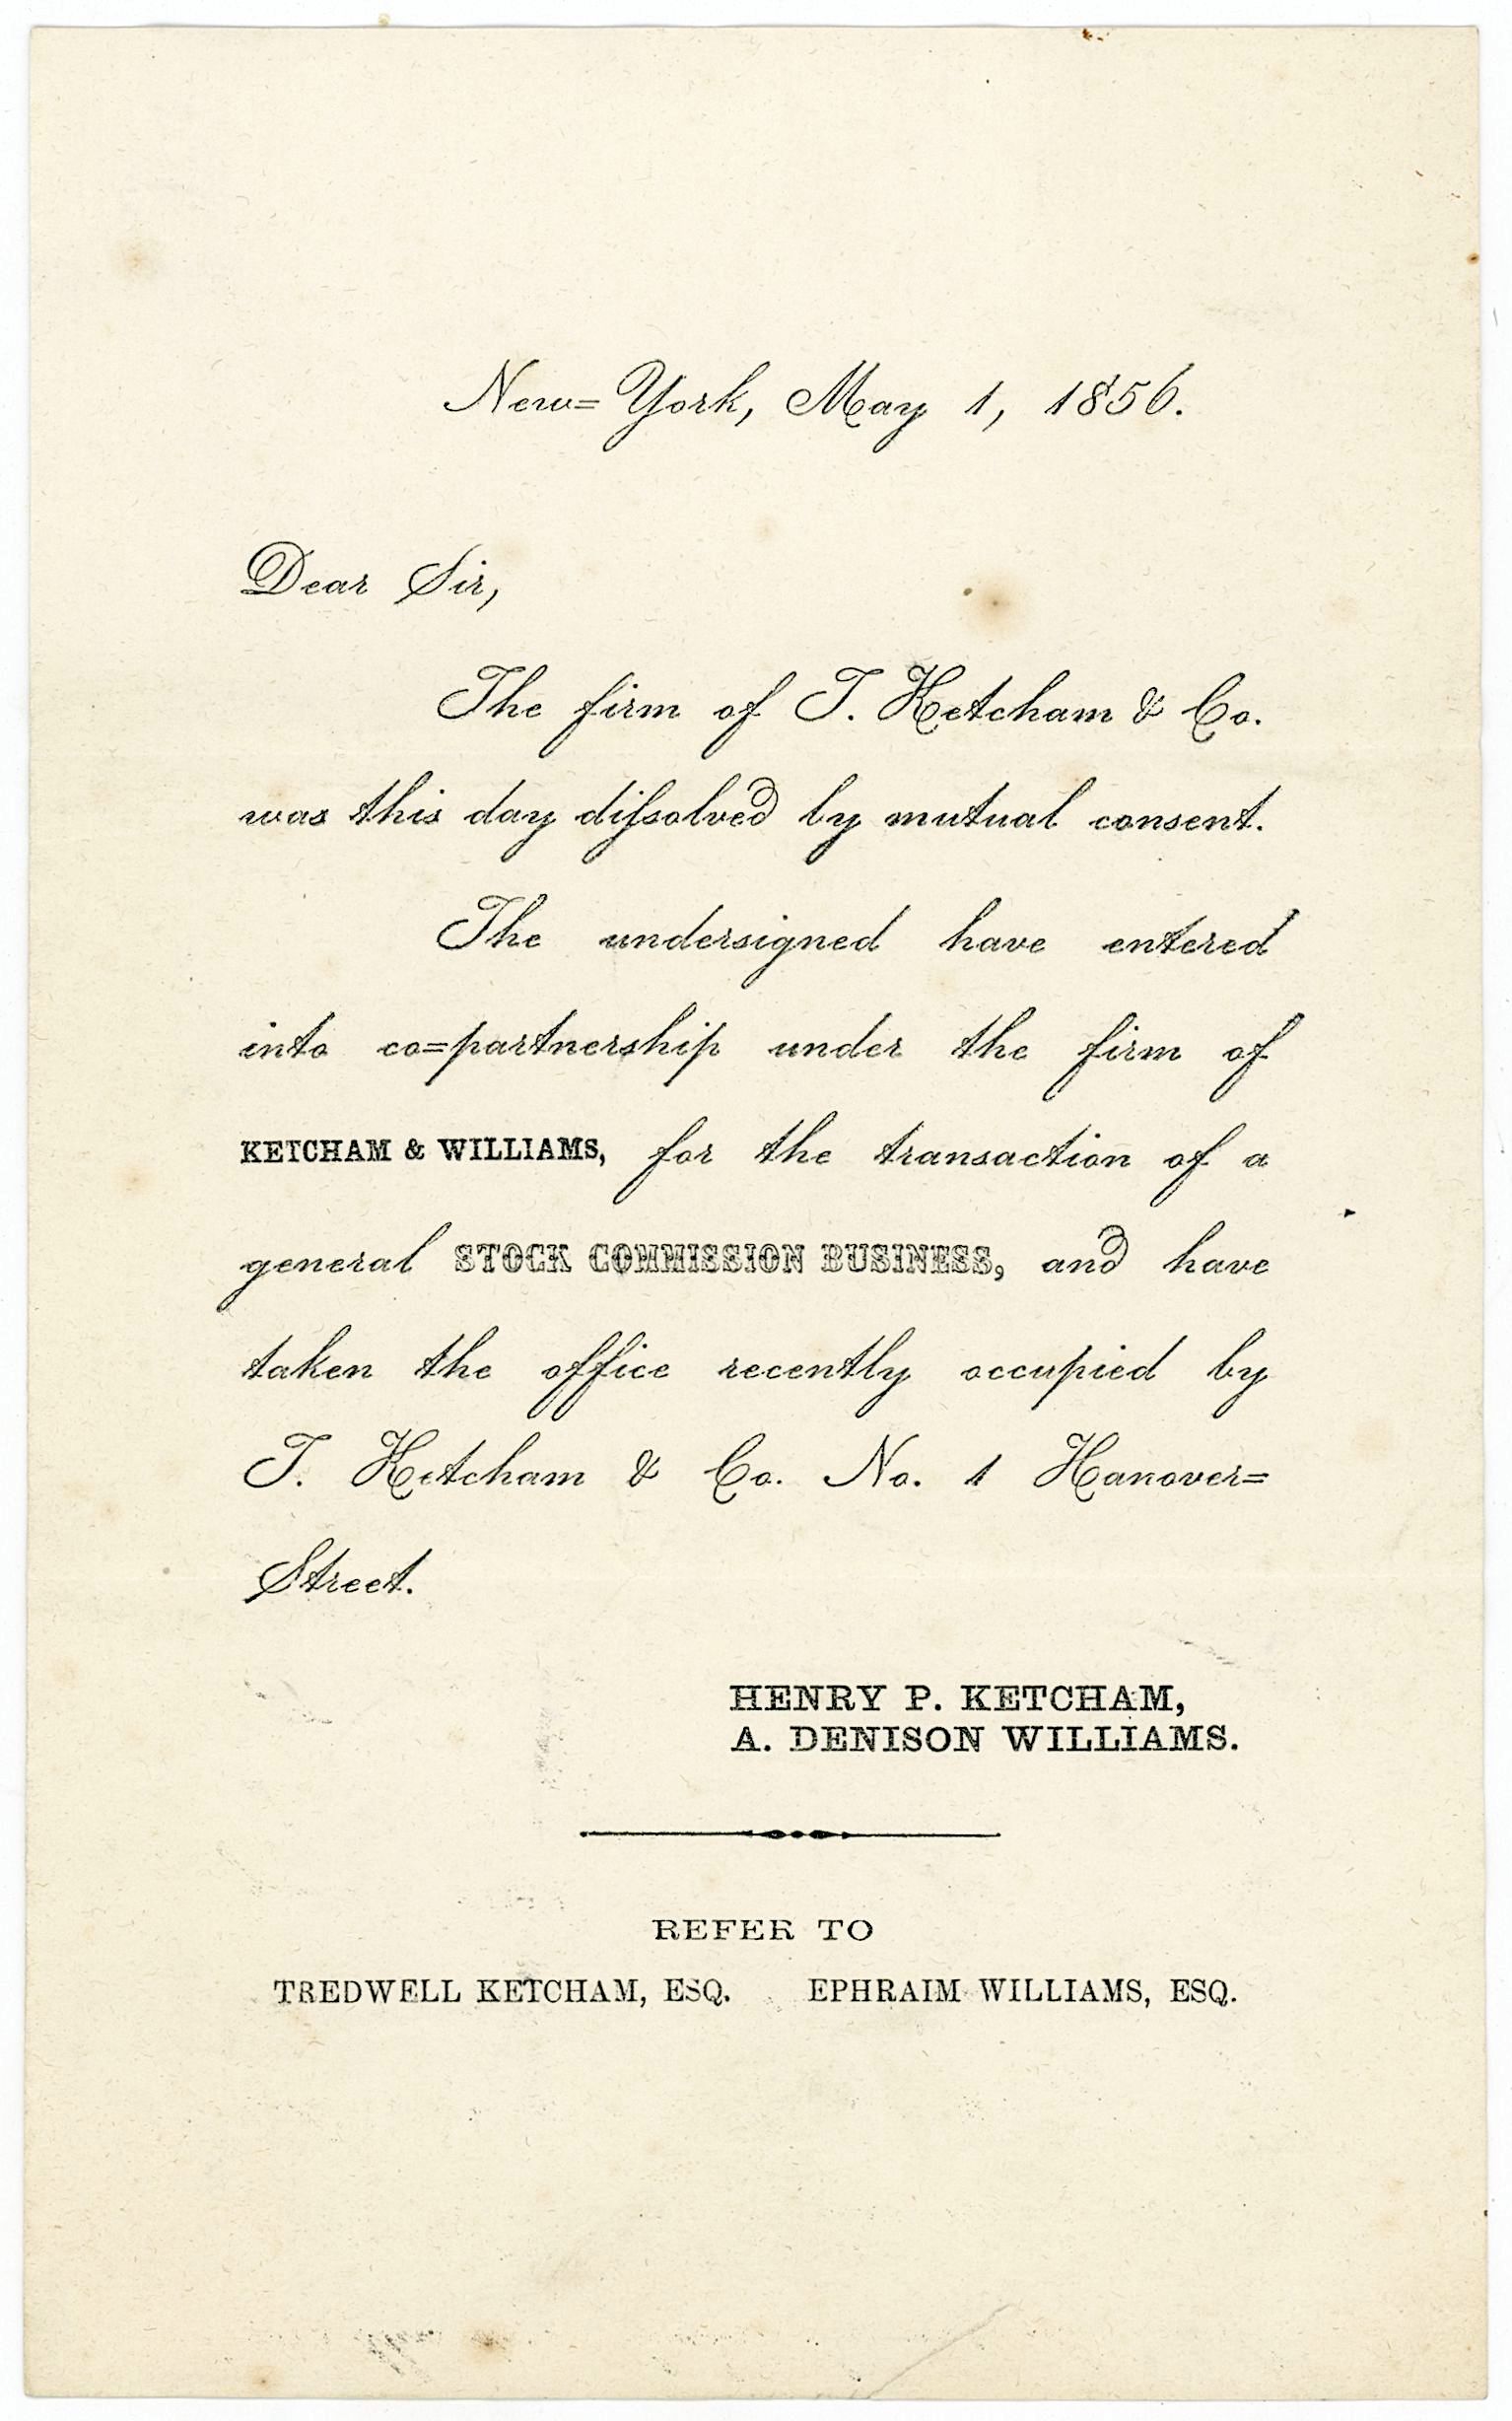 New=York, May 1, 1856.
Dear Sir,
The firm of T. Ketcham & Co.
was this day diſsolved by mutual consent.
The undersigned have entered
into co=partnership under the firm of
KETCHAM & WILLIAMS, for the transaction of a
general STOCK COMMISSION BUSINESS, and have
taken the office recently occupied by
T. Ketcham & Co. No. 1 Hanover=
Street.
HENRY P. KETCHAM,
A. DENISON WILLIAMS.
REFER TO
TREDWELL KETCHAM, ESQ. EPHRAIM WILLIAMS, ESQ.